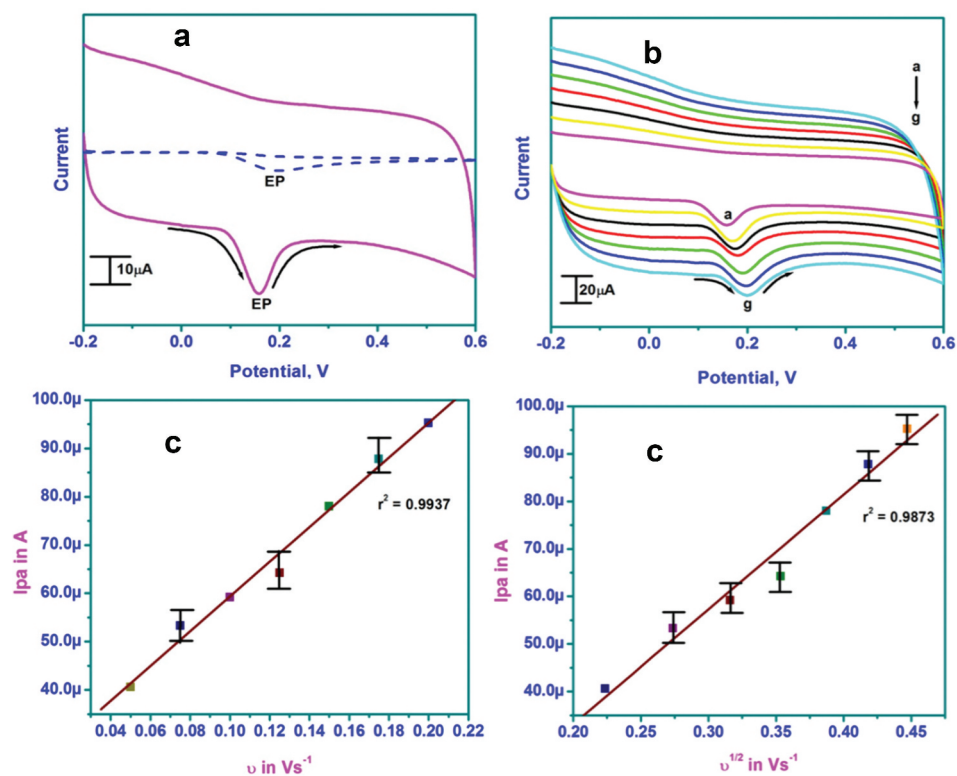 a
Current
EP
EP
10μA
-0.2 0.0 0.2 0.4 0.6
Potential, V
b
Current
a
g
a
g
20μA
-0.2 0.0 0.2 0.4 0.6
Potential, V
100.0μ
90.0μ
80.0μ
70.0μ
60.0μ
50.0μ
40.0μ
Ipa in A
c
r² = 0.9937
0.04 0.06 0.08 0.10 0.12 0.14 0.16 0.18 0.20 0.22
υ in Vs⁻¹
100.0μ
90.0μ
80.0μ
70.0μ
60.0μ
50.0μ
40.0μ
Ipa in A
c
r² = 0.9873
0.20 0.25 0.30 0.35 0.40 0.45
υ¹/² in Vs⁻¹